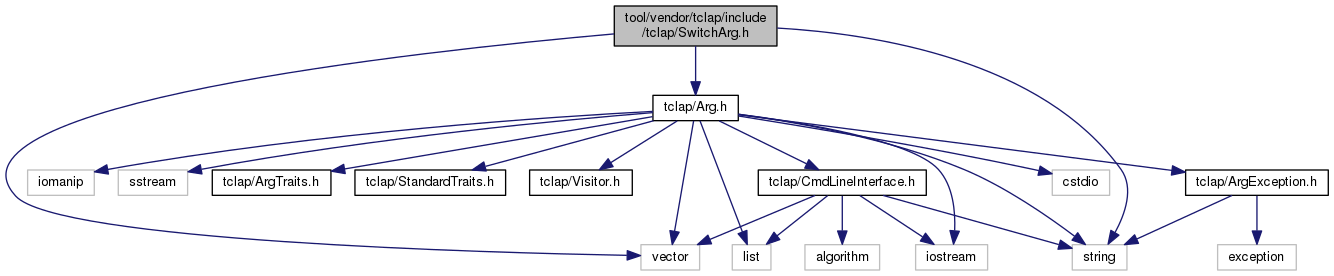 tool/vendor/tclap/include
/tclap/SwitchArg.h
tclap/Arg.h
iomanip
sstream
tclap/ArgTraits.h
tclap/StandardTraits.h
tclap/Visitor.h
tclap/CmdLineInterface.h
cstdio
tclap/ArgException.h
vector
list
algorithm
iostream
string
exception